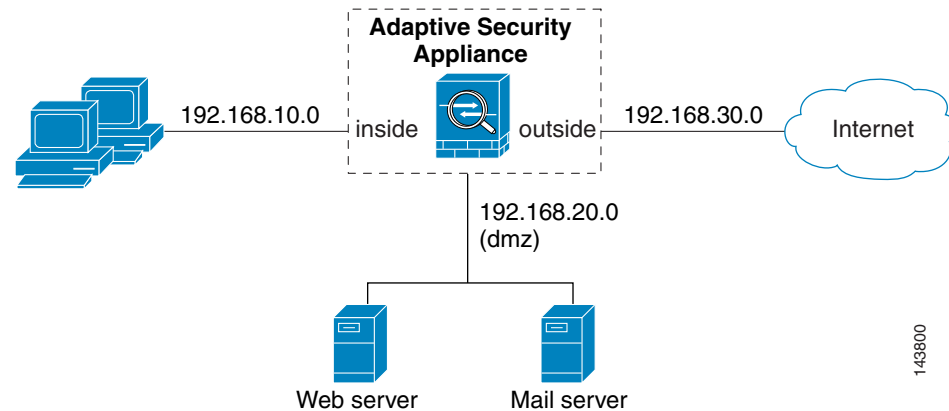 Adaptive Security
Appliance
192.168.10.0
inside
outside
192.168.30.0
Internet
192.168.20.0
(dmz)
Web server
Mail server
143800